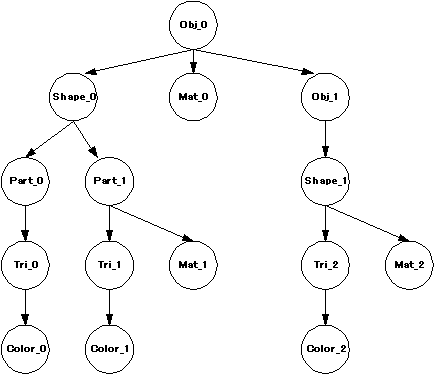 Obj_0
Shape_0
Mat_0
Obj_1
Part_0
Part_1
Shape_1
Tri_0
Tri_1
Mat_1
Tri_2
Mat_2
Color_0
Color_1
Color_2